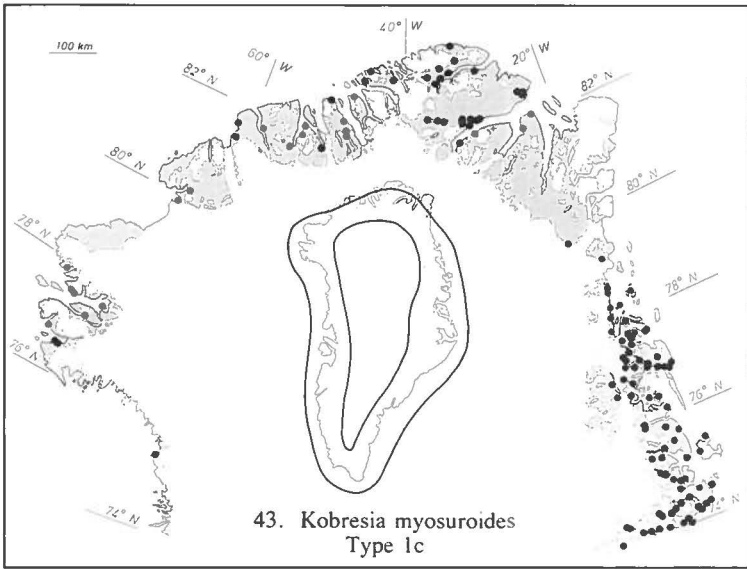 40° W
100 km
60° W
20° W
82° N
82° N
80° N
80° N
78° N
78° N
76° N
76° N
74° N
74° N
43. Kobresia myosuroides
Type 1c